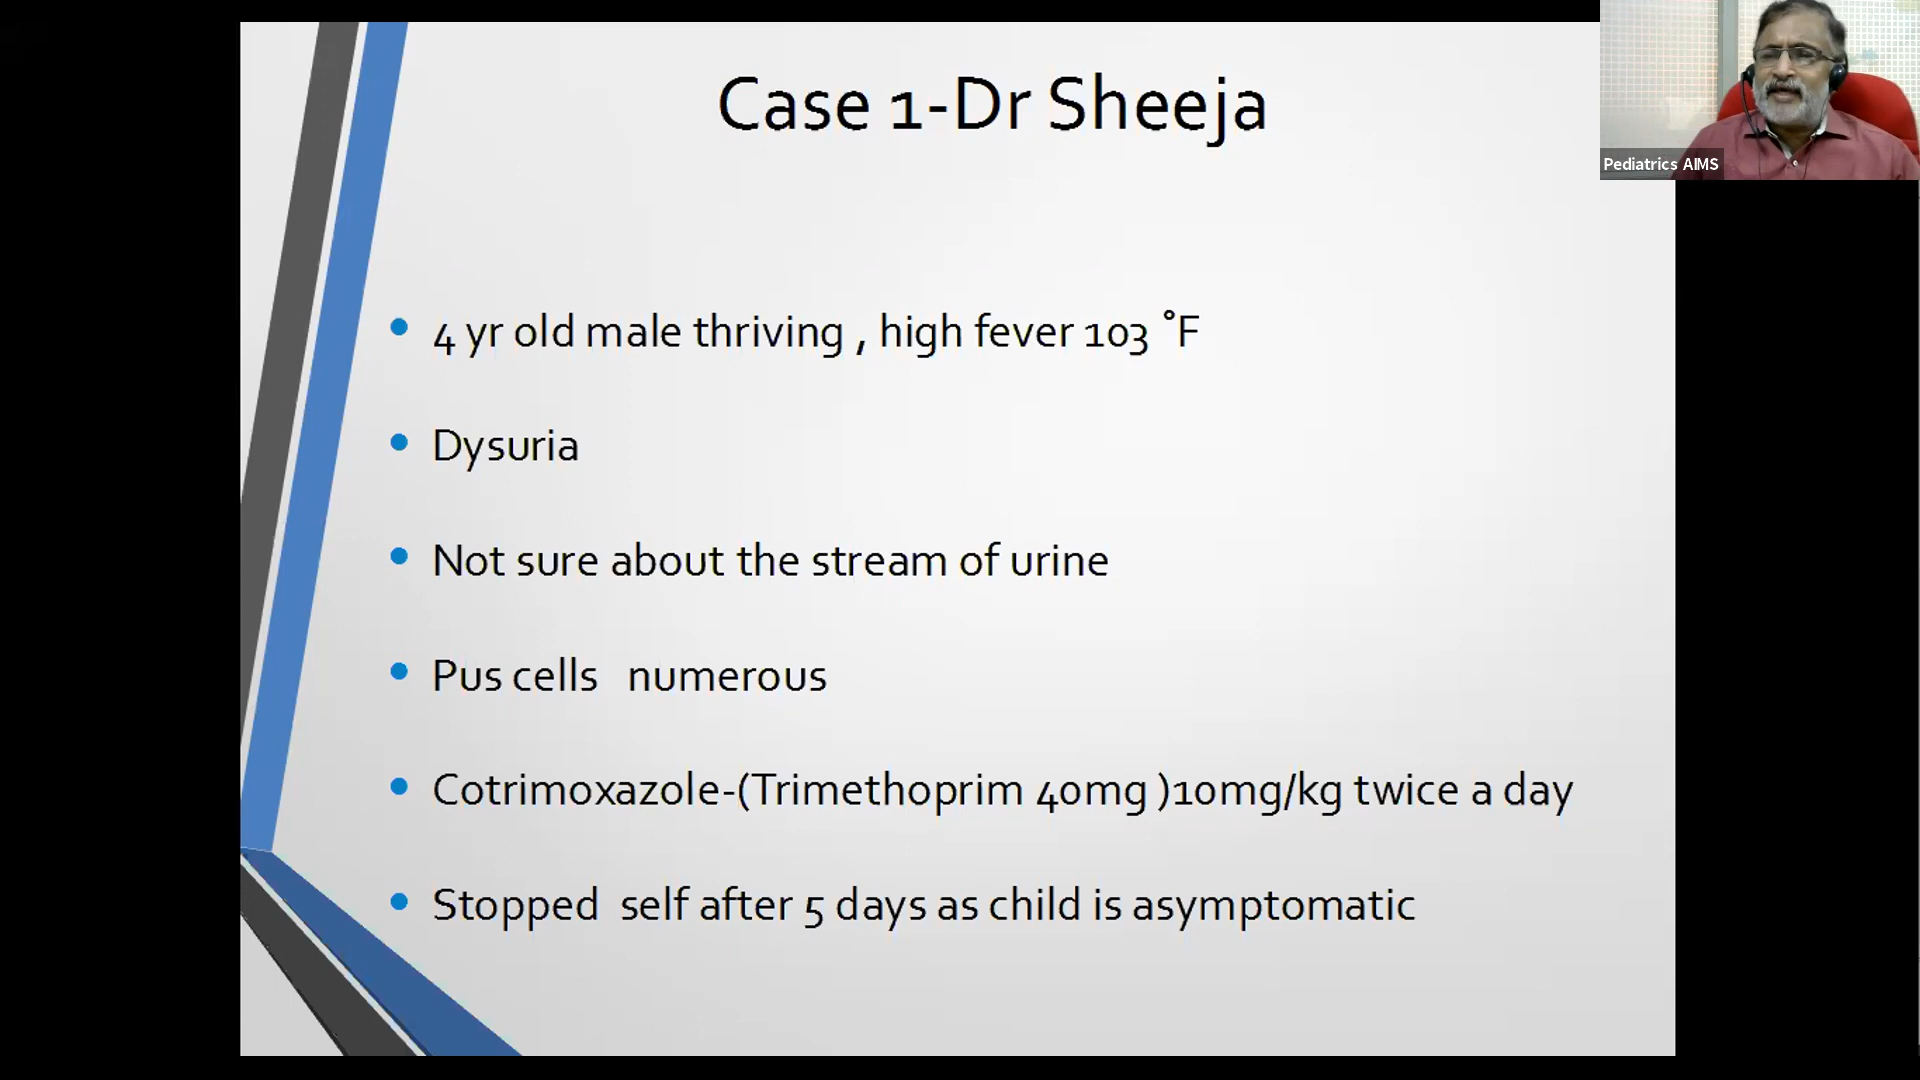 Case 1-Dr Sheeja
Pediatrics AIMS
4 yr old male thriving , high fever 103 °F
Dysuria
Not sure about the stream of urine
Pus cells numerous
Cotrimoxazole-(Trimethoprim 40mg )10mg/kg twice a day
Stopped self after 5 days as child is asymptomatic